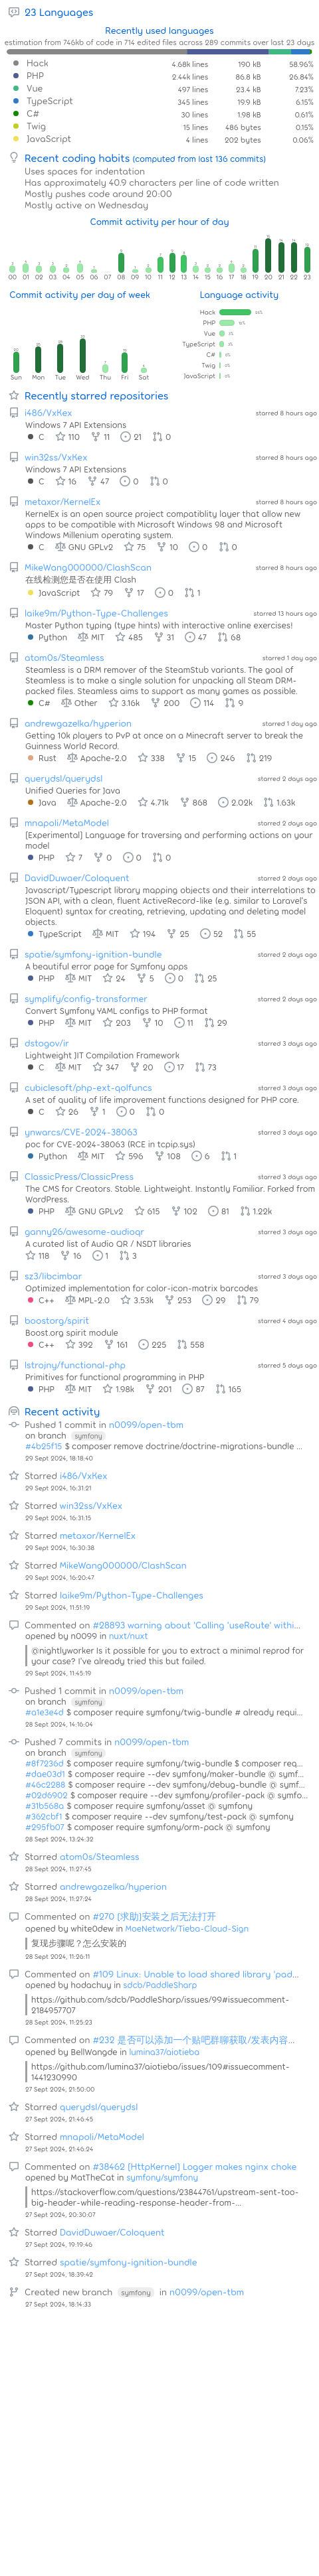 23 Languages
Recently used languages
estimation from 746kb of code in 714 edited files across 289 commits over last 23 days
Hack 4.68k lines 190 kB 58.96%
PHP 2.44k lines 86.8 kB 26.84%
Vue 497 lines 23.4 kB 7.23%
TypeScript 345 lines 19.9 kB 6.15%
C# 30 lines 1.98 kB 0.61%
Twig 15 lines 486 bytes 0.15%
JavaScript 4 lines 202 bytes 0.06%
Recent coding habits (computed from last 136 commits)
Uses spaces for indentation
Has approximately 40.9 characters per line of code written
Mostly pushes code around 20:00
Mostly active on Wednesday
Commit activity per hour of day
00 01 02 03 04 05 06 07 08 09 10 11 12 13 14 15 16 17 18 19 20 21 22 23
Commit activity per day of week
Sun Mon Tue Wed Thu Fri Sat
Language activity
Hack
PHP
Vue
TypeScript
C#
Twig
JavaScript
Recently starred repositories
i486/VxKex starred 8 hours ago
Windows 7 API Extensions
C 110 11 21 0
win32ss/VxKex starred 8 hours ago
Windows 7 API Extensions
C 16 47 0 0
metaxor/KernelEx starred 8 hours ago
KernelEx is an open source project compatibility layer that allow new
apps to be compatible with Microsoft Windows 98 and Microsoft
Windows Millenium operating system.
C GNU GPLv2 75 10 0 0
MikeWang000000/ClashScan starred 8 hours ago
在线检测您是否在使用 Clash
JavaScript 79 17 0 1
laike9m/Python-Type-Challenges starred 13 hours ago
Master Python typing (type hints) with interactive online exercises!
Python MIT 485 31 47 68
atom0s/Steamless starred 1 day ago
Steamless is a DRM remover of the SteamStub variants. The goal of
Steamless is to make a single solution for unpacking all Steam DRM-
packed files. Steamless aims to support as many games as possible.
C# Other 3.16k 200 114 9
andrewgazelka/hyperion starred 1 day ago
Getting 10k players to PvP at once on a Minecraft server to break the
Guinness World Record.
Rust Apache-2.0 338 15 246 219
querydsl/querydsl starred 2 days ago
Unified Queries for Java
Java Apache-2.0 4.71k 868 2.02k 1.63k
mnapoli/MetaModel starred 2 days ago
[Experimental] Language for traversing and performing actions on your
model
PHP 7 0 0 0
DavidDuwaer/Coloquent starred 2 days ago
Javascript/Typescript library mapping objects and their interrelations to
JSON API, with a clean, fluent ActiveRecord-like (e.g. similar to Laravel's
Eloquent) syntax for creating, retrieving, updating and deleting model
objects.
TypeScript MIT 194 25 52 55
spatie/symfony-ignition-bundle starred 2 days ago
A beautiful error page for Symfony apps
PHP MIT 24 5 0 25
symplify/config-transformer starred 2 days ago
Convert Symfony YAML configs to PHP format
PHP MIT 203 10 11 29
dstogov/ir starred 3 days ago
Lightweight JIT Compilation Framework
C MIT 347 20 17 73
cubiclesoft/php-ext-qolfuncs starred 3 days ago
A set of quality of life improvement functions designed for PHP core.
C 26 1 0 0
ynwarcs/CVE-2024-38063 starred 3 days ago
poc for CVE-2024-38063 (RCE in tcpip.sys)
Python MIT 596 108 6 1
ClassicPress/ClassicPress starred 3 days ago
The CMS for Creators. Stable. Lightweight. Instantly Familiar. Forked from
WordPress.
PHP GNU GPLv2 615 102 81 1.22k
ganny26/awesome-audioqr starred 3 days ago
A curated list of Audio QR / NSDT libraries
118 16 1 3
sz3/libcimbar starred 3 days ago
Optimized implementation for color-icon-matrix barcodes
C++ MPL-2.0 3.53k 253 29 79
boostorg/spirit starred 4 days ago
Boost.org spirit module
C++ 392 161 225 558
lstrojny/functional-php starred 5 days ago
Primitives for functional programming in PHP
PHP MIT 1.98k 201 87 165
Recent activity
Pushed 1 commit in n0099/open-tbm
on branch symfony
#4b25f15 $ composer remove doctrine/doctrine-migrations-bundle ...
29 Sept 2024, 18:18:40
Starred i486/VxKex
29 Sept 2024, 16:31:21
Starred win32ss/VxKex
29 Sept 2024, 16:31:15
Starred metaxor/KernelEx
29 Sept 2024, 16:30:38
Starred MikeWang000000/ClashScan
29 Sept 2024, 16:20:47
Starred laike9m/Python-Type-Challenges
29 Sept 2024, 11:51:19
Commented on #28893 warning about 'Calling 'useRoute' withi...
opened by n0099 in nuxt/nuxt
@nightlyworker Is it possible for you to extract a minimal reprod for
your case? I've already tried this but failed.
29 Sept 2024, 11:45:19
Pushed 1 commit in n0099/open-tbm
on branch symfony
#a1e3e4d $ composer require symfony/twig-bundle # already requi...
28 Sept 2024, 14:16:04
Pushed 7 commits in n0099/open-tbm
on branch symfony
#8f7236d $ composer require symfony/twig-bundle $ composer req...
#dae03d1 $ composer require --dev symfony/maker-bundle @ symf...
#46c2288 $ composer require --dev symfony/debug-bundle @ symf...
#02d6902 $ composer require --dev symfony/profiler-pack @ symfo...
#31b568a $ composer require symfony/asset @ symfony
#362cbf1 $ composer require --dev symfony/test-pack @ symfony
#295fb07 $ composer require symfony/orm-pack @ symfony
28 Sept 2024, 13:24:32
Starred atom0s/Steamless
28 Sept 2024, 11:27:45
Starred andrewgazelka/hyperion
28 Sept 2024, 11:27:24
Commented on #270 [求助]安装之后无法打开
opened by white0dew in MoeNetwork/Tieba-Cloud-Sign
复现步骤呢？怎么安装的
28 Sept 2024, 11:26:11
Commented on #109 Linux: Unable to load shared library 'pad...
opened by hodachuy in sdcb/PaddleSharp
https://github.com/sdcb/PaddleSharp/issues/99#issuecomment-
2184957707
28 Sept 2024, 11:25:23
Commented on #232 是否可以添加一个贴吧群聊获取/发表内容...
opened by BellWangde in lumina37/aiotieba
https://github.com/lumina37/aiotieba/issues/109#issuecomment-
1441230990
27 Sept 2024, 21:50:00
Starred querydsl/querydsl
27 Sept 2024, 21:46:45
Starred mnapoli/MetaModel
27 Sept 2024, 21:46:24
Commented on #38462 [HttpKernel] Logger makes nginx choke
opened by MatTheCat in symfony/symfony
https://stackoverflow.com/questions/23844761/upstream-sent-too-
big-header-while-reading-response-header-from-...
27 Sept 2024, 20:30:07
Starred DavidDuwaer/Coloquent
27 Sept 2024, 19:19:46
Starred spatie/symfony-ignition-bundle
27 Sept 2024, 18:39:42
Created new branch symfony in n0099/open-tbm
27 Sept 2024, 18:14:33